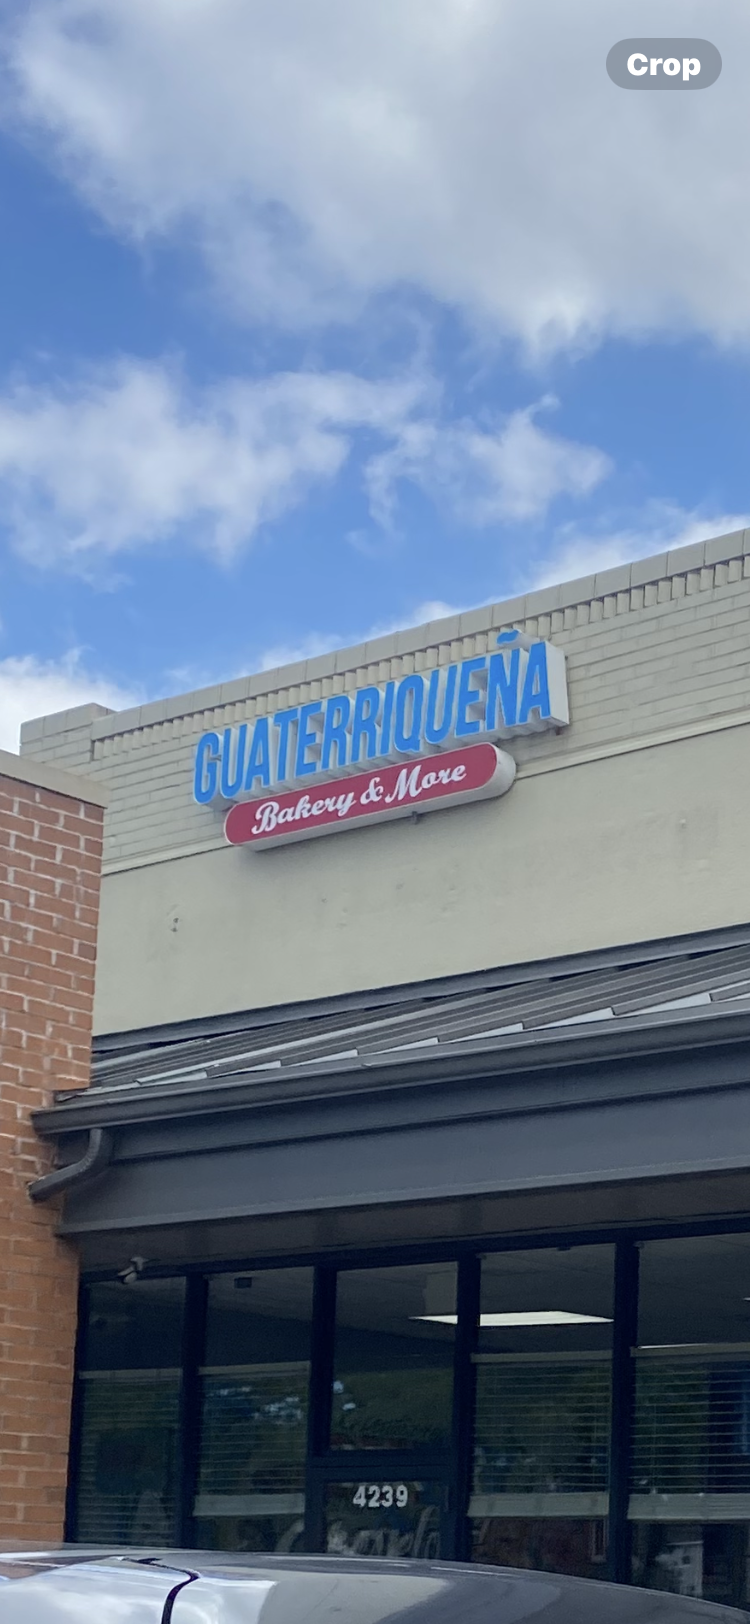 Crop
GUATERRIQUEÑA
Bakery & More
4239